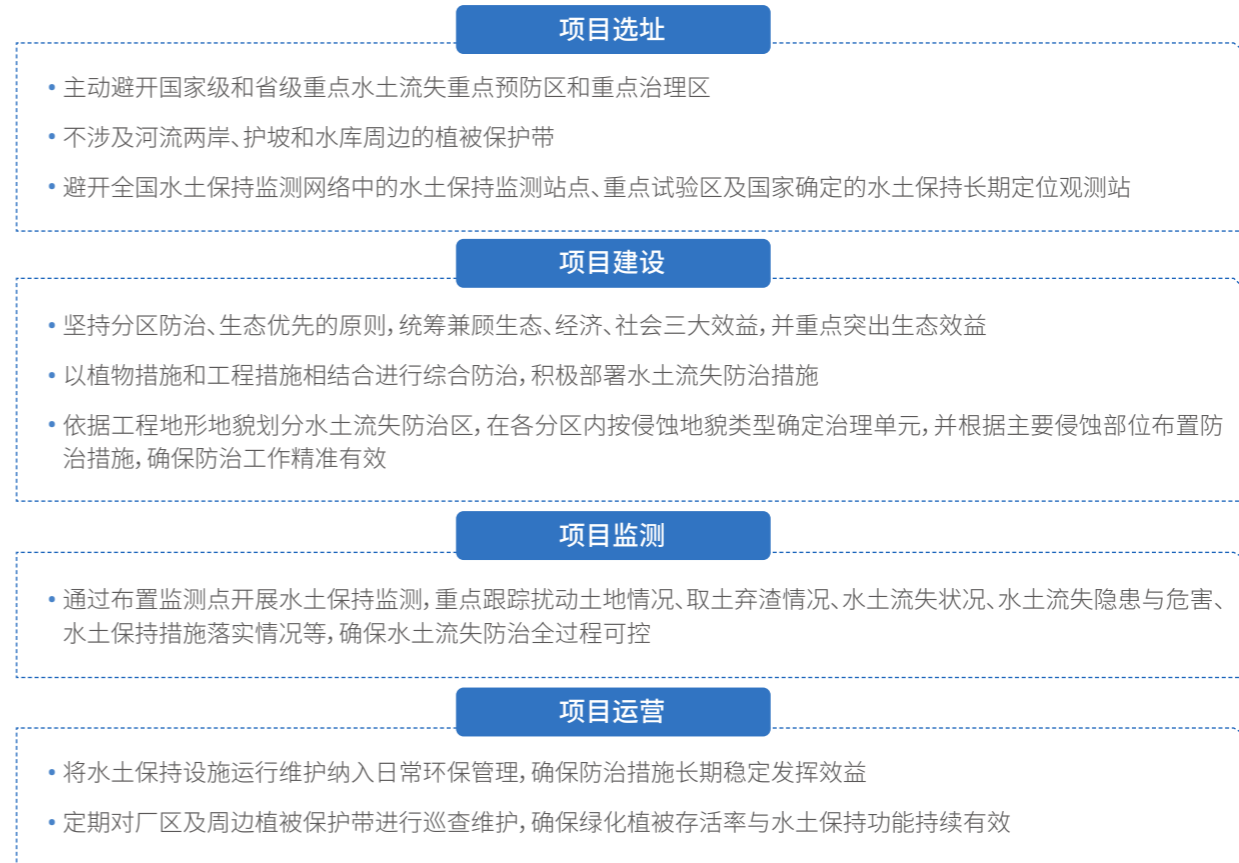 项目选址
• 主动避开国家级和省级重点水土流失重点预防区和重点治理区
• 不涉及河流两岸、护坡和水库周边的植被保护带
• 避开全国水土保持监测网络中的水土保持监测站点、重点试验区及国家确定的水土保持长期定位观测站
项目建设
• 坚持分区防治、生态优先的原则，统筹兼顾生态、经济、社会三大效益，并重点突出生态效益
• 以植物措施和工程措施相结合进行综合防治，积极部署水土流失防治措施
• 依据工程地形地貌划分水土流失防治区，在各分区内按侵蚀地貌类型确定治理单元，并根据主要侵蚀部位布置防
治措施，确保防治工作精准有效
项目监测
• 通过布置监测点开展水土保持监测，重点跟踪扰动土地情况、取土弃渣情况、水土流失状况、水土流失隐患与危害、
水土保持措施落实情况等，确保水土流失防治全过程可控
项目运营
• 将水土保持设施运行维护纳入日常环保管理，确保防治措施长期稳定发挥效益
• 定期对厂区及周边植被保护带进行巡查维护，确保绿化植被存活率与水土保持功能持续有效